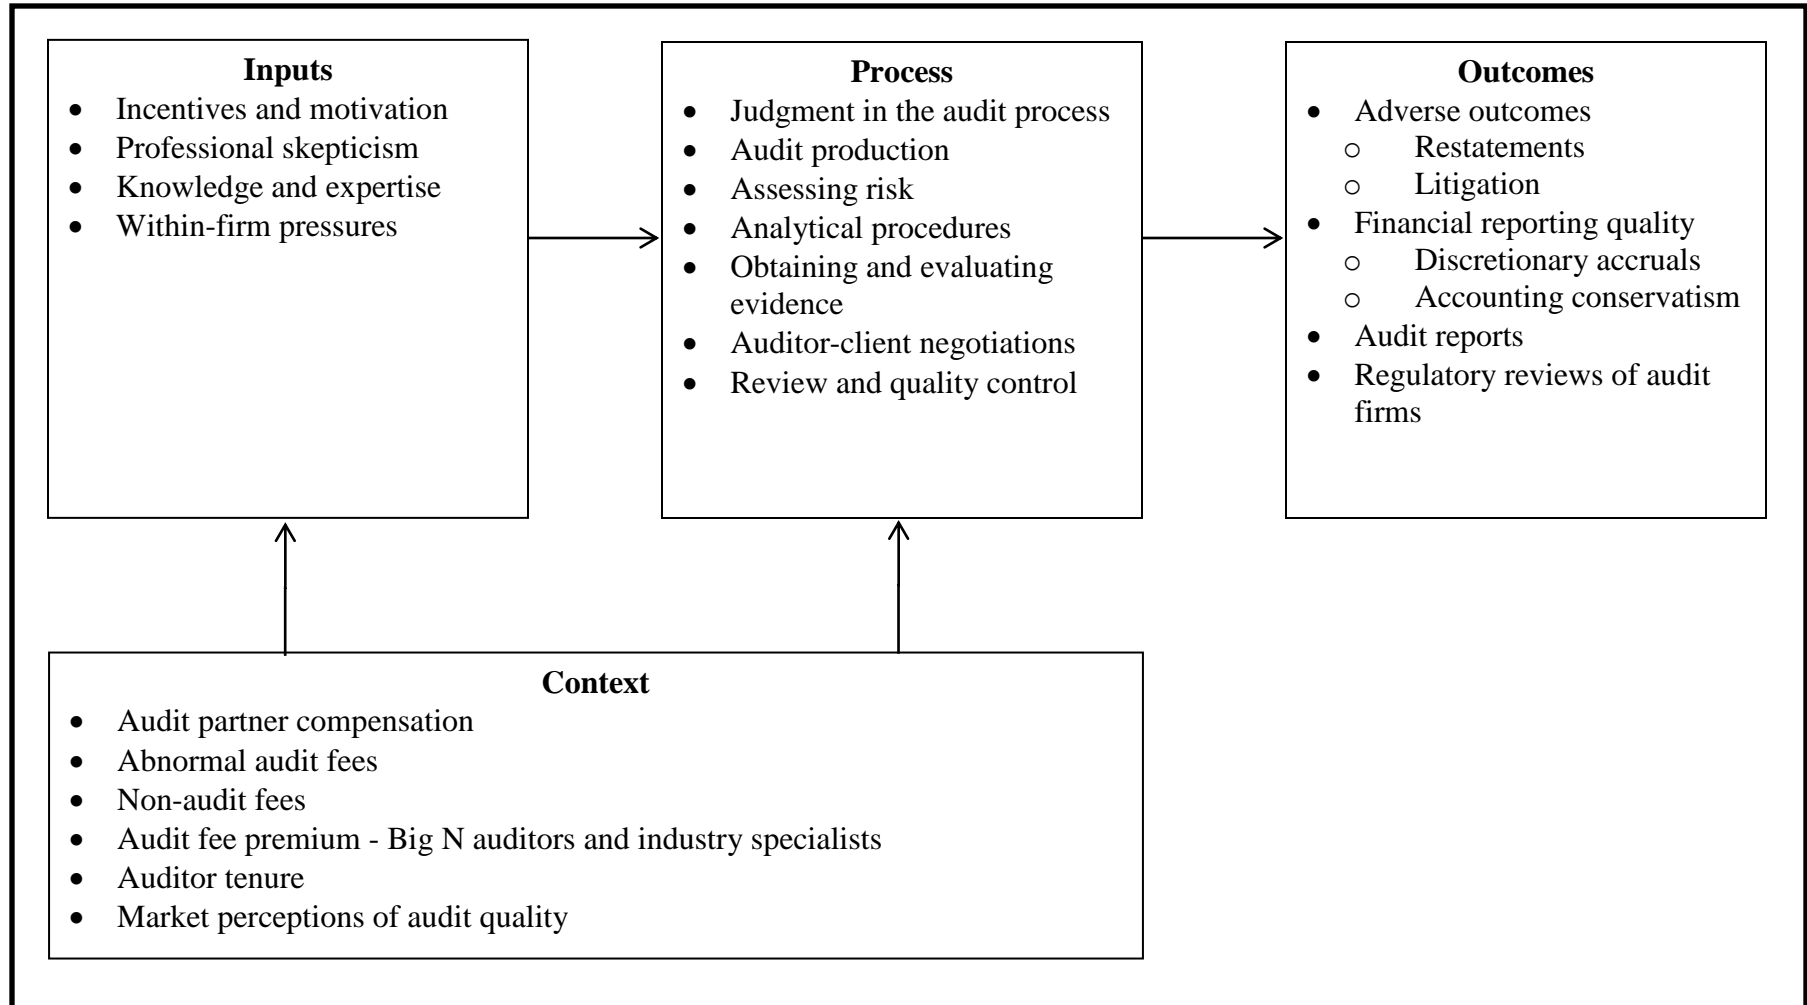 Inputs
• Incentives and motivation
• Professional skepticism
• Knowledge and expertise
• Within-firm pressures
Process
• Judgment in the audit process
• Audit production
• Assessing risk
• Analytical procedures
• Obtaining and evaluating
evidence
• Auditor-client negotiations
• Review and quality control
Outcomes
• Adverse outcomes
o Restatements
o Litigation
• Financial reporting quality
o Discretionary accruals
o Accounting conservatism
• Audit reports
• Regulatory reviews of audit
firms
Context
• Audit partner compensation
• Abnormal audit fees
• Non-audit fees
• Audit fee premium - Big N auditors and industry specialists
• Auditor tenure
• Market perceptions of audit quality